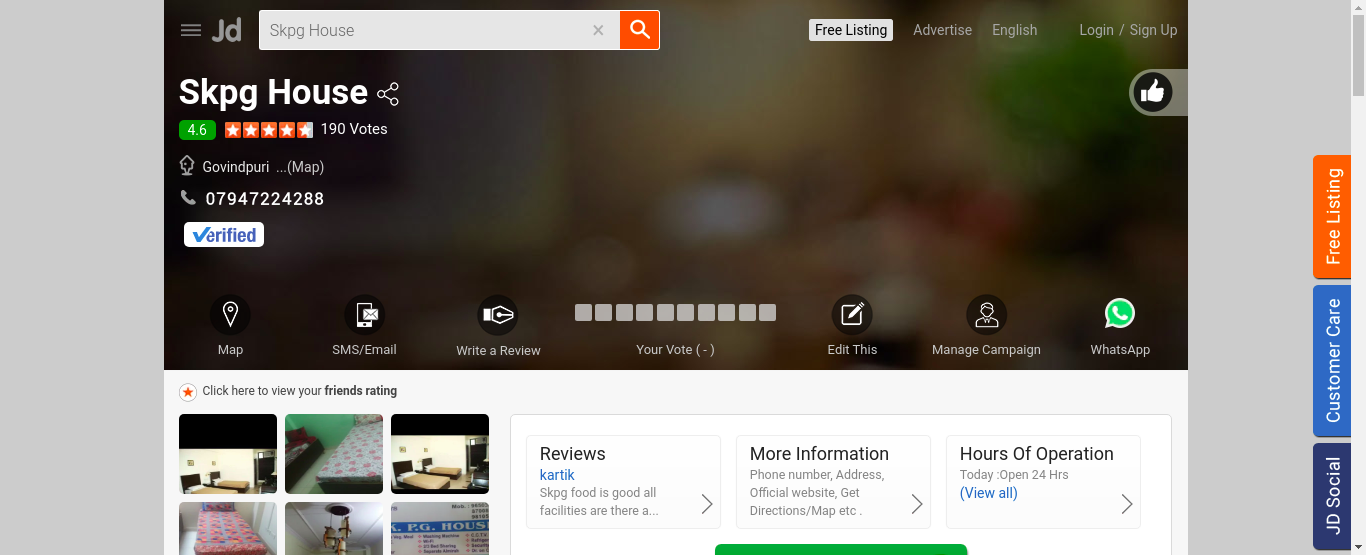 Jd
Skpg House
Free Listing
Advertise
English
Login / Sign Up
Skpg House
4.6
190 Votes
Govindpuri ...(Map)
07947224288
Verified
Map
SMS/Email
Write a Review
Your Vote ( - )
Edit This
Manage Campaign
WhatsApp
Free Listing
Customer Care
JD Social
Click here to view your friends rating
Reviews
kartik
Skpg food is good all
facilities are there a...
More Information
Phone number, Address,
Official website, Get
Directions/Map etc .
Hours Of Operation
Today :Open 24 Hrs
(View all)
P.G. HOUS